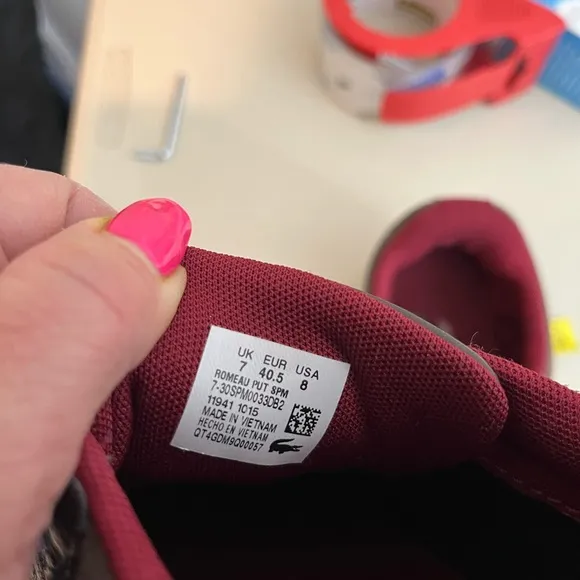 UK EUR USA
7 40.5 8
ROMEAU PUT SPM
7-30SPM0033DB2
11941 1015
MADE IN VIETNAM
HECHO EN VIETNAM
QT4GDM9Q00057